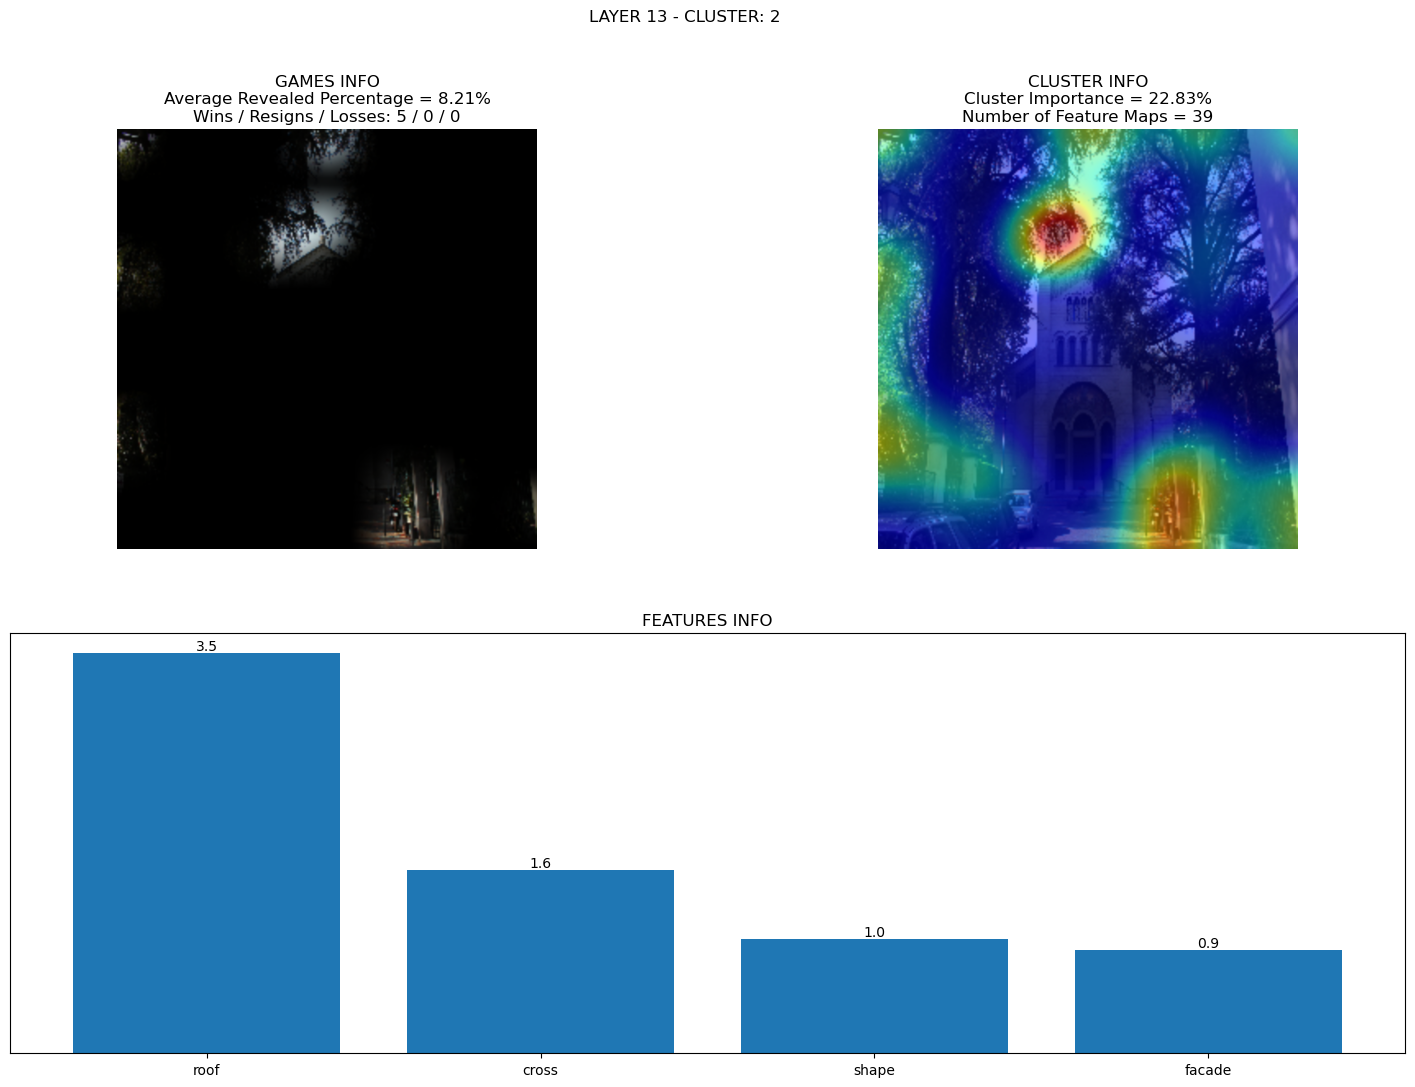 LAYER 13 - CLUSTER: 2
GAMES INFO
Average Revealed Percentage = 8.21%
Wins / Resigns / Losses: 5 / 0 / 0
CLUSTER INFO
Cluster Importance = 22.83%
Number of Feature Maps = 39
FEATURES INFO
3.5
1.6
1.0
0.9
roof
cross
shape
facade